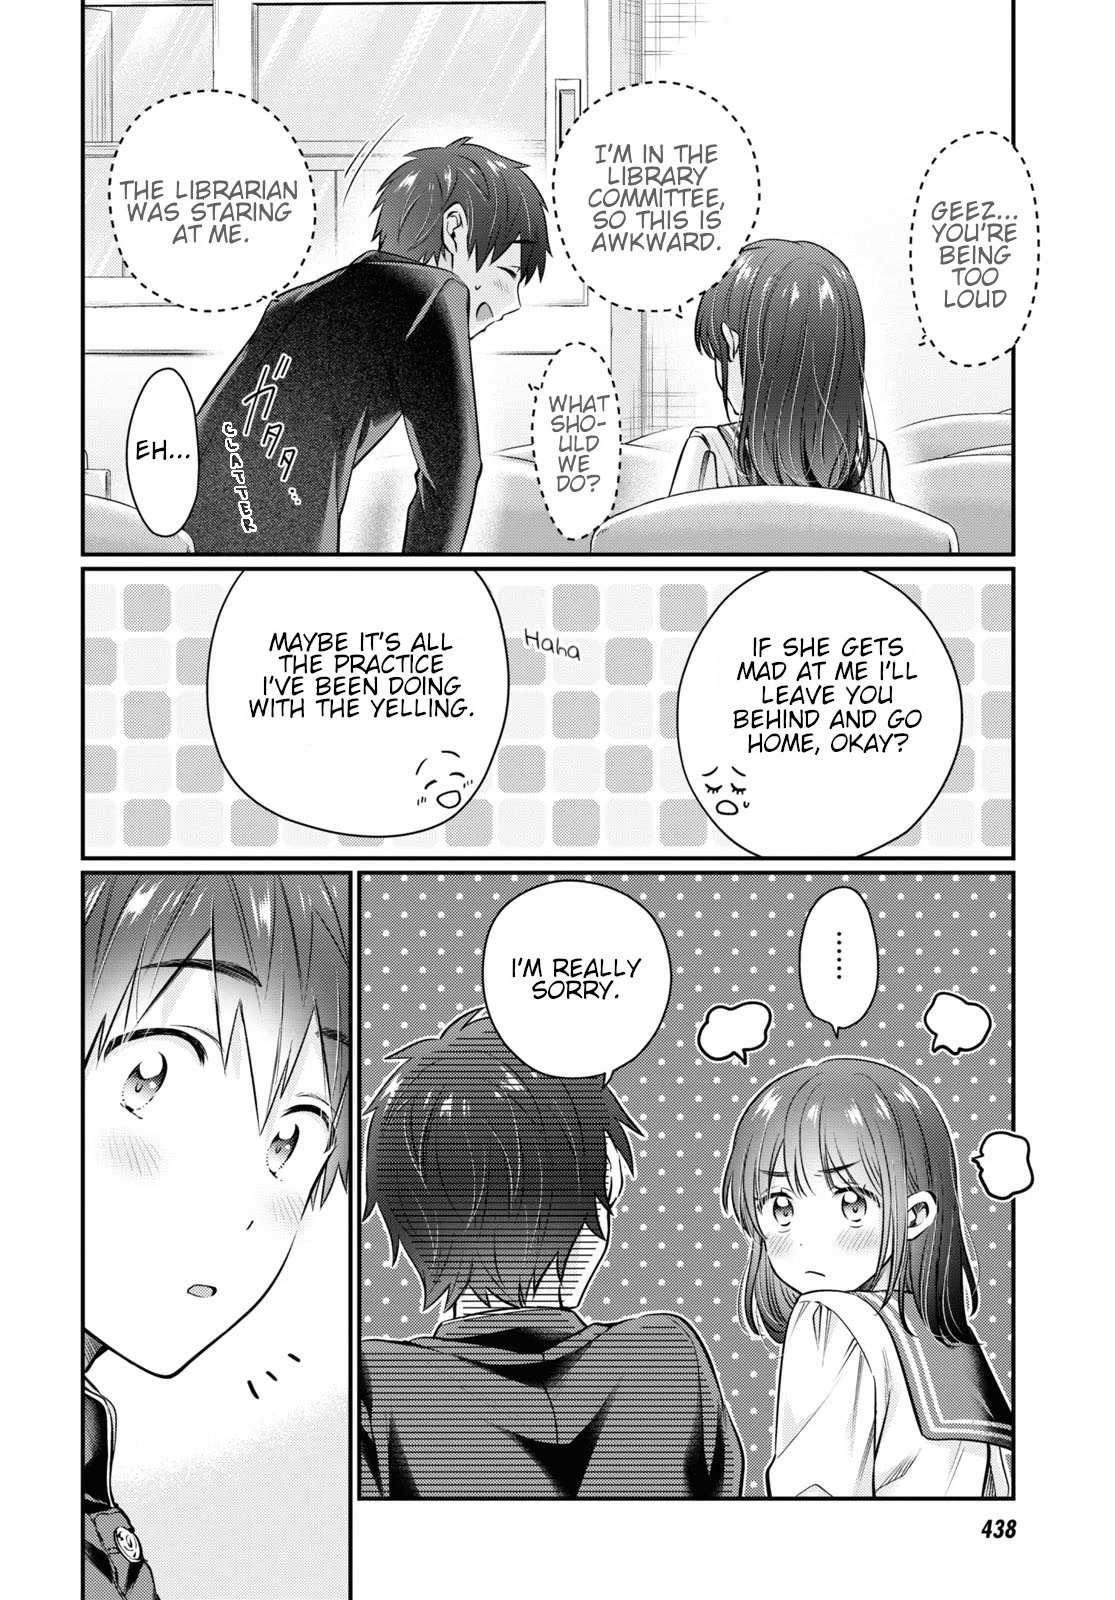 GEEZ...
YOU'RE
BEING
TOO
LOUD
I'M IN THE
LIBRARY
COMMITTEE,
SO THIS IS
AWKWARD.
WHAT
SHO-
ULD
WE
DO?
THE LIBRARIAN
WAS STARING
AT ME.
ガタタ...
CLATTER
EH...
IF SHE GETS
MAD AT ME I'LL
LEAVE YOU
BEHIND AND GO
HOME, OKAY?
Haha
MAYBE IT'S ALL
THE PRACTICE
I'VE BEEN DOING
WITH THE YELLING.
........
I'M REALLY
SORRY.
438